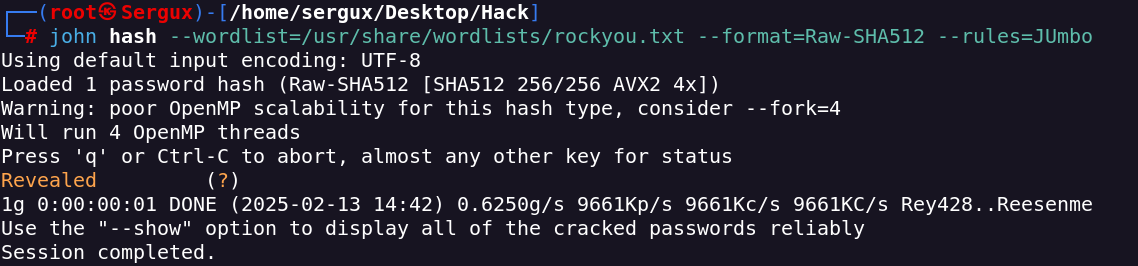 ┌──(root㉿Sergux)-[/home/sergux/Desktop/Hack]
└─# john hash --wordlist=/usr/share/wordlists/rockyou.txt --format=Raw-SHA512 --rules=JUmbo
Using default input encoding: UTF-8
Loaded 1 password hash (Raw-SHA512 [SHA512 256/256 AVX2 4x])
Warning: poor OpenMP scalability for this hash type, consider --fork=4
Will run 4 OpenMP threads
Press 'q' or Ctrl-C to abort, almost any other key for status
Revealed         (?)
1g 0:00:00:01 DONE (2025-02-13 14:42) 0.6250g/s 9661Kp/s 9661Kc/s 9661KC/s Rey428..Reesenme
Use the "--show" option to display all of the cracked passwords reliably
Session completed.